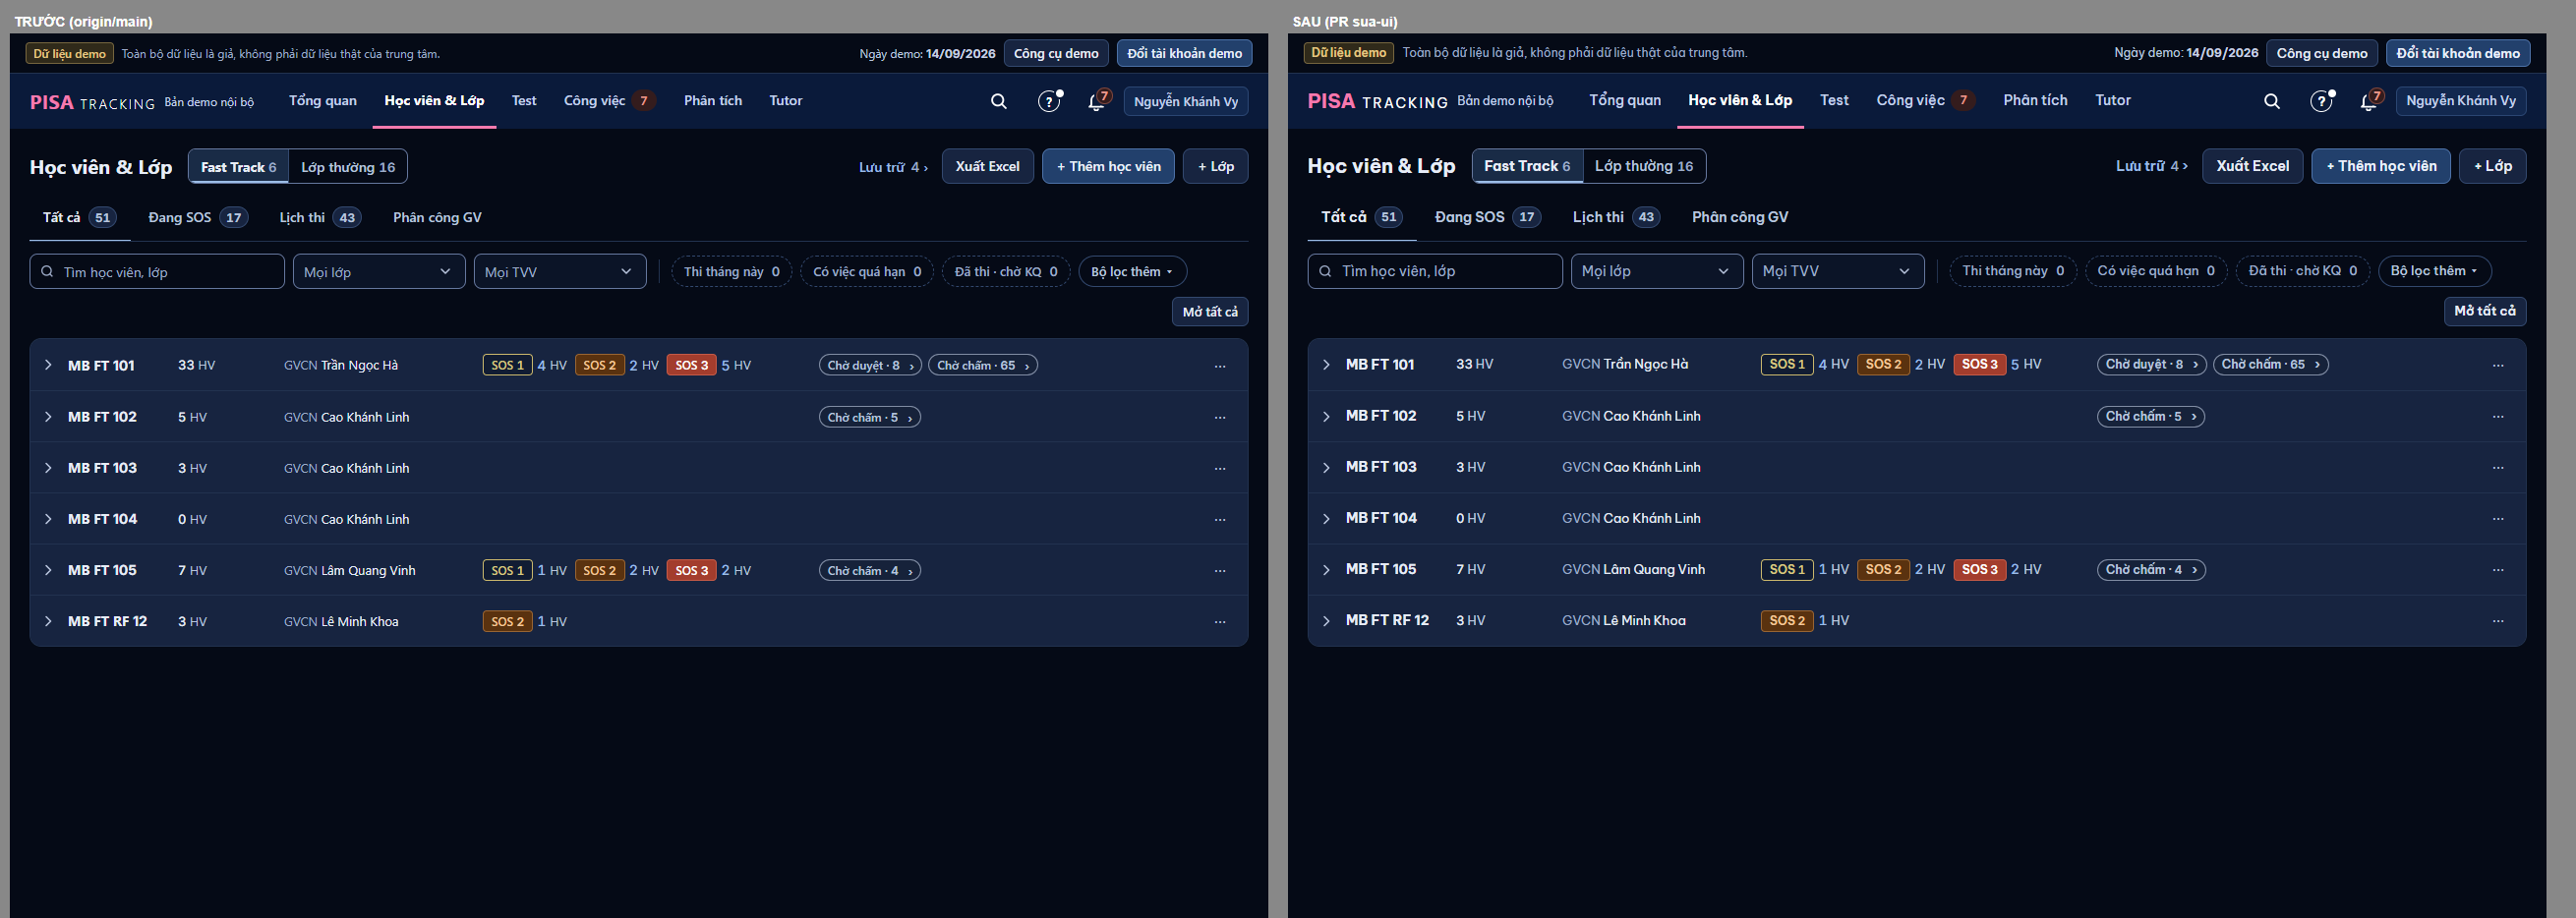 TRƯỚC (origin/main)
Dữ liệu demo Toàn bộ dữ liệu là giả, không phải dữ liệu thật của trung tâm. Ngày demo: 14/09/2026 Công cụ demo Đổi tài khoản demo
PISA TRACKING Bản demo nội bộ Tổng quan Học viên & Lớp Test Công việc 7 Phân tích Tutor ? 7 Nguyễn Khánh Vy
Học viên & Lớp Fast Track 6 Lớp thường 16 Lưu trữ 4 › Xuất Excel + Thêm học viên + Lớp
Tất cả 51 Đang SOS 17 Lịch thi 43 Phân công GV
Tìm học viên, lớp Mọi lớp Mọi TVV Thi tháng này 0 Có việc quá hạn 0 Đã thi · chờ KQ 0 Bộ lọc thêm ▾
Mở tất cả
MB FT 101 33 HV GVCN Trần Ngọc Hà SOS 1 4 HV SOS 2 2 HV SOS 3 5 HV Chờ duyệt · 8 › Chờ chấm · 65 › ...
MB FT 102 5 HV GVCN Cao Khánh Linh Chờ chấm · 5 › ...
MB FT 103 3 HV GVCN Cao Khánh Linh ...
MB FT 104 0 HV GVCN Cao Khánh Linh ...
MB FT 105 7 HV GVCN Lâm Quang Vinh SOS 1 1 HV SOS 2 2 HV SOS 3 2 HV Chờ chấm · 4 › ...
MB FT RF 12 3 HV GVCN Lê Minh Khoa SOS 2 1 HV ...
SAU (PR sua-ui)
Dữ liệu demo Toàn bộ dữ liệu là giả, không phải dữ liệu thật của trung tâm. Ngày demo: 14/09/2026 Công cụ demo Đổi tài khoản demo
PISA TRACKING Bản demo nội bộ Tổng quan Học viên & Lớp Test Công việc 7 Phân tích Tutor ? 7 Nguyễn Khánh Vy
Học viên & Lớp Fast Track 6 Lớp thường 16 Lưu trữ 4 › Xuất Excel + Thêm học viên + Lớp
Tất cả 51 Đang SOS 17 Lịch thi 43 Phân công GV
Tìm học viên, lớp Mọi lớp Mọi TVV Thi tháng này 0 Có việc quá hạn 0 Đã thi · chờ KQ 0 Bộ lọc thêm ▾
Mở tất cả
MB FT 101 33 HV GVCN Trần Ngọc Hà SOS 1 4 HV SOS 2 2 HV SOS 3 5 HV Chờ duyệt · 8 › Chờ chấm · 65 › ...
MB FT 102 5 HV GVCN Cao Khánh Linh Chờ chấm · 5 › ...
MB FT 103 3 HV GVCN Cao Khánh Linh ...
MB FT 104 0 HV GVCN Cao Khánh Linh ...
MB FT 105 7 HV GVCN Lâm Quang Vinh SOS 1 1 HV SOS 2 2 HV SOS 3 2 HV Chờ chấm · 4 › ...
MB FT RF 12 3 HV GVCN Lê Minh Khoa SOS 2 1 HV ...